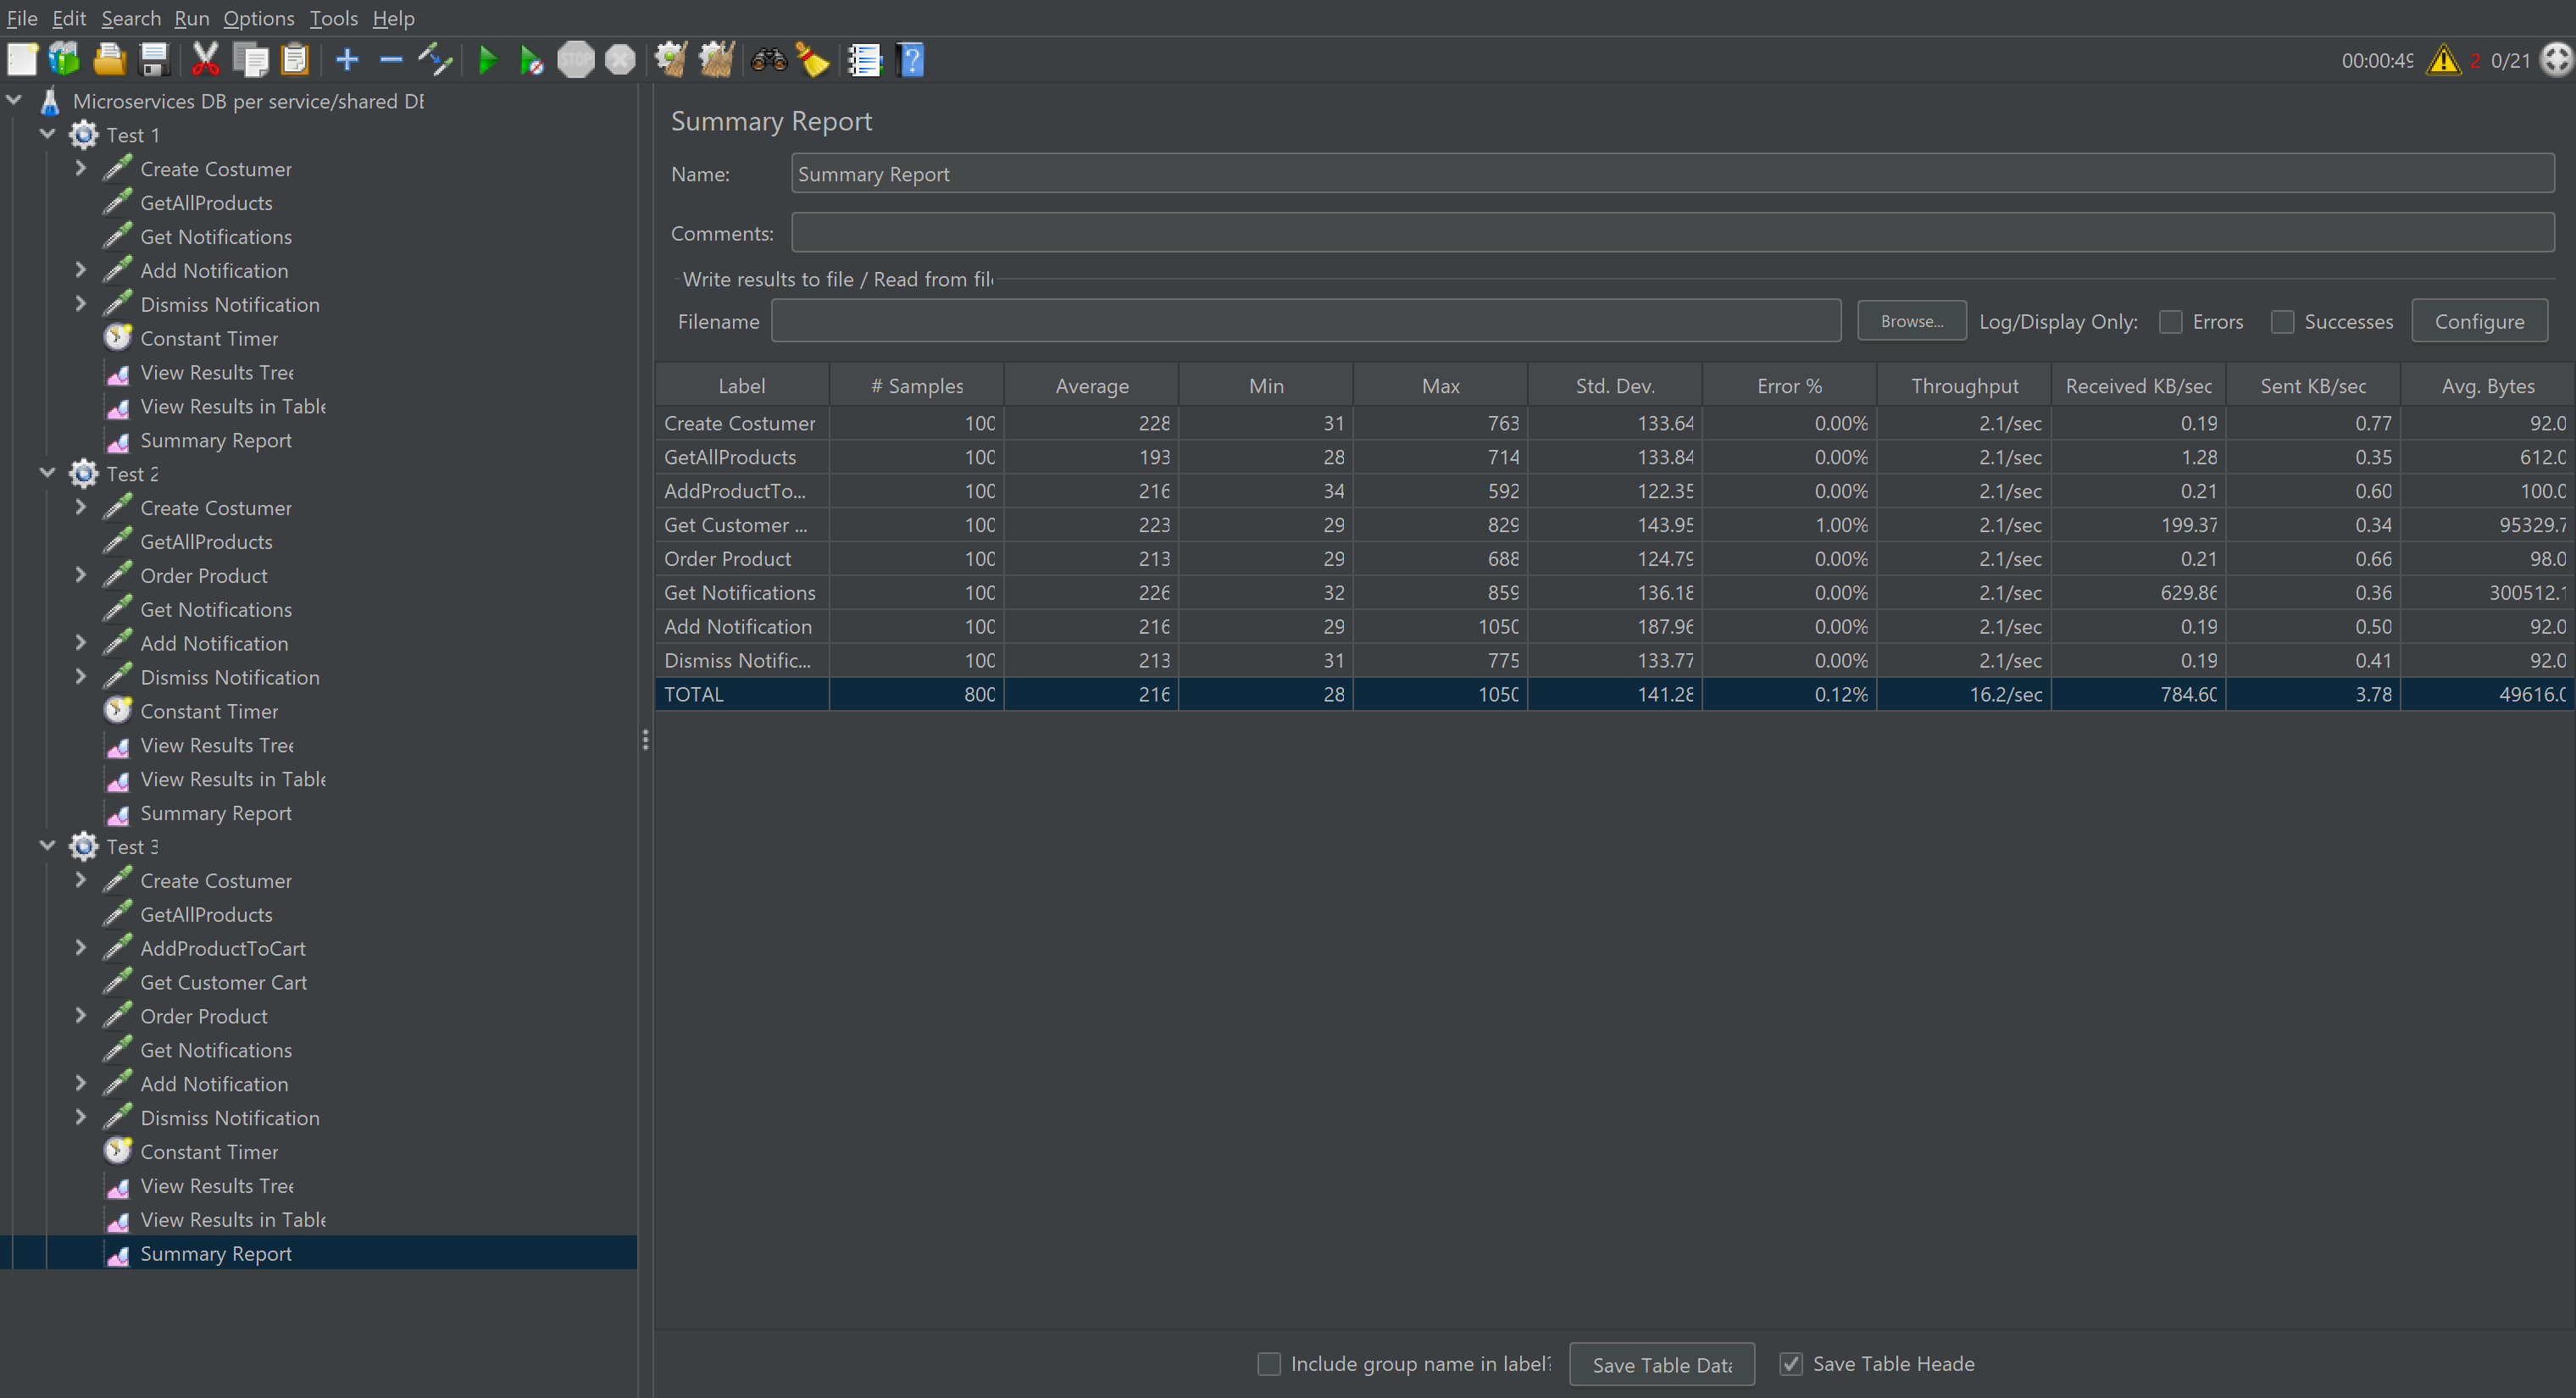 File Edit Search Run Options Tools Help
00:00:49 2 0/21
Microservices DB per service/shared DB
Test 1
Create Costumer
GetAllProducts
Get Notifications
Add Notification
Dismiss Notification
Constant Timer
View Results Tree
View Results in Table
Summary Report
Test 2
Create Costumer
GetAllProducts
Order Product
Get Notifications
Add Notification
Dismiss Notification
Constant Timer
View Results Tree
View Results in Table
Summary Report
Test 3
Create Costumer
GetAllProducts
AddProductToCart
Get Customer Cart
Order Product
Get Notifications
Add Notification
Dismiss Notification
Constant Timer
View Results Tree
View Results in Table
Summary Report
Summary Report
Name: Summary Report
Comments:
Write results to file / Read from file
Filename Browse... Log/Display Only: Errors Successes Configure
Label # Samples Average Min Max Std. Dev. Error % Throughput Received KB/sec Sent KB/sec Avg. Bytes
Create Costumer 100 228 31 763 133.64 0.00% 2.1/sec 0.19 0.77 92.0
GetAllProducts 100 193 28 714 133.84 0.00% 2.1/sec 1.28 0.35 612.0
AddProductTo... 100 216 34 592 122.35 0.00% 2.1/sec 0.21 0.60 100.0
Get Customer ... 100 223 29 829 143.95 1.00% 2.1/sec 199.37 0.34 95329.7
Order Product 100 213 29 688 124.79 0.00% 2.1/sec 0.21 0.66 98.0
Get Notifications 100 226 32 859 136.18 0.00% 2.1/sec 629.86 0.36 300512.1
Add Notification 100 216 29 1050 187.96 0.00% 2.1/sec 0.19 0.50 92.0
Dismiss Notific... 100 213 31 775 133.77 0.00% 2.1/sec 0.19 0.41 92.0
TOTAL 800 216 28 1050 141.28 0.12% 16.2/sec 784.60 3.78 49616.0
Include group name in label? Save Table Data Save Table Heade